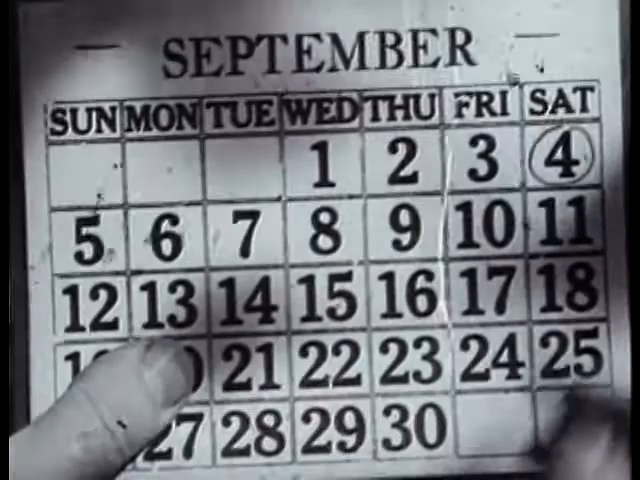 SEPTEMBER
SUN MON TUE WED THU FRI SAT
1 2 3 4
5 6 7 8 9 10 11
12 13 14 15 16 17 18
21 22 23 24 25
27 28 29 30